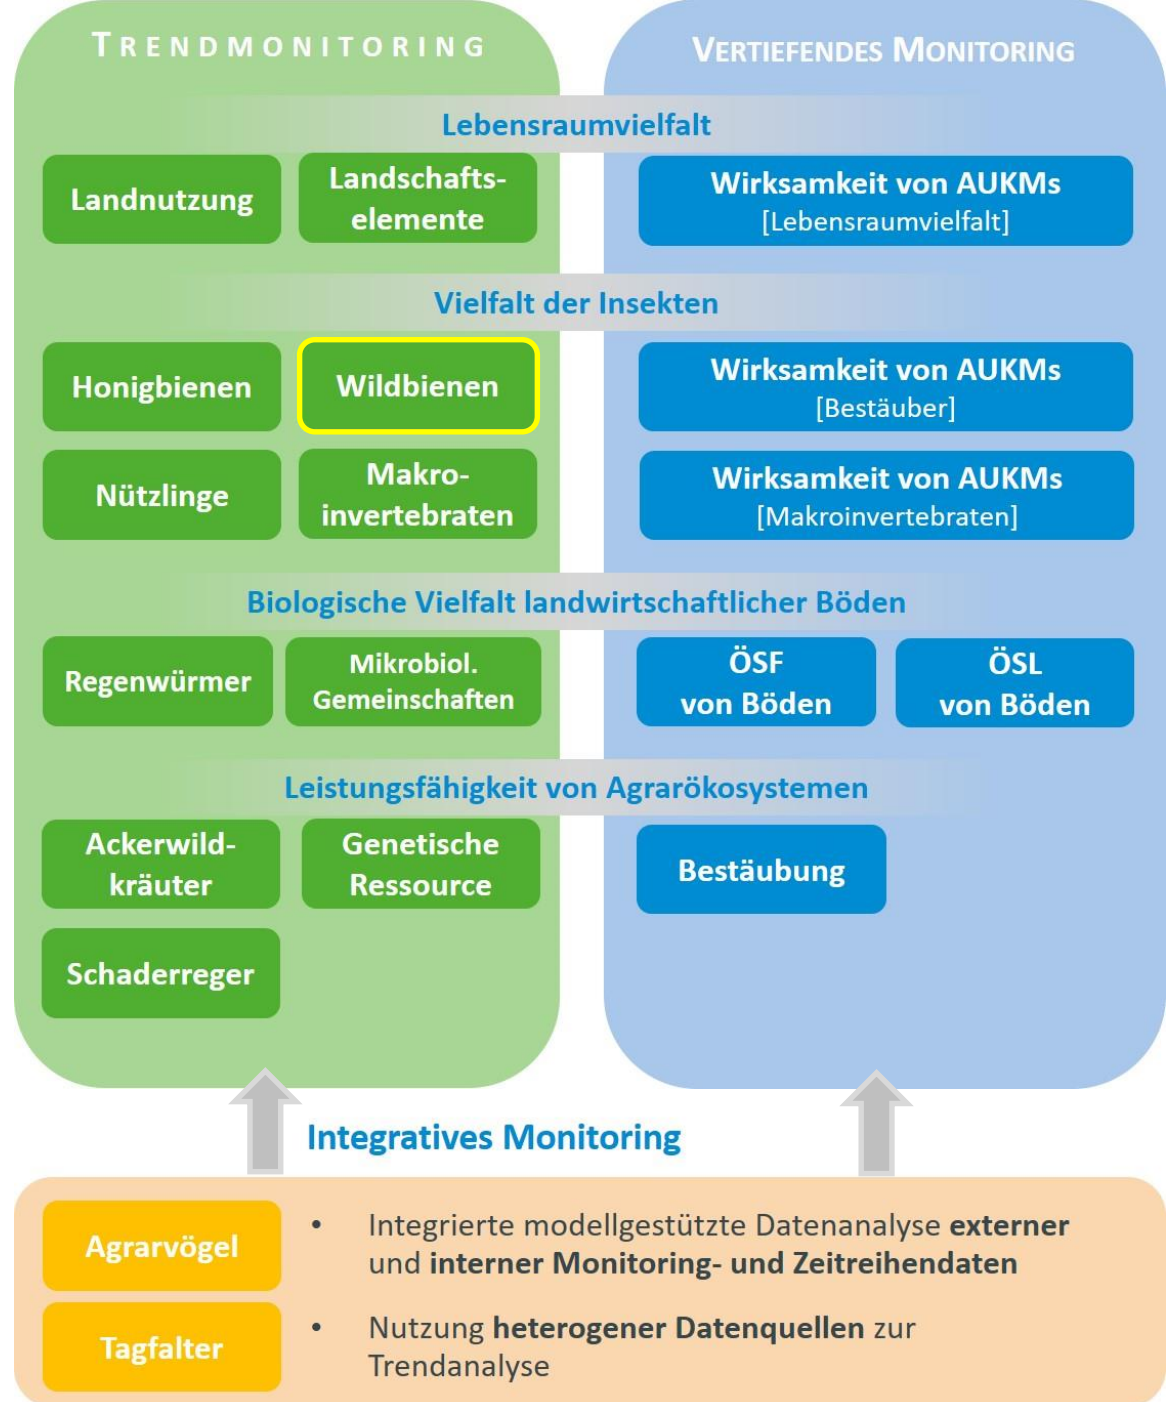 TRENDMONITORING
VERTIEFENDES MONITORING
Lebensraumvielfalt
Landnutzung
Landschafts-
elemente
Wirksamkeit von AUKMs
[Lebensraumvielfalt]
Vielfalt der Insekten
Honigbienen
Wildbienen
Wirksamkeit von AUKMs
[Bestäuber]
Nützlinge
Makro-
invertebraten
Wirksamkeit von AUKMs
[Makroinvertebraten]
Biologische Vielfalt landwirtschaftlicher Böden
Regenwürmer
Mikrobiol.
Gemeinschaften
ÖSF
von Böden
ÖSL
von Böden
Leistungsfähigkeit von Agrarökosystemen
Ackerwild-
kräuter
Genetische
Ressource
Bestäubung
Schaderreger
Integratives Monitoring
Agrarvögel
• Integrierte modellgestützte Datenanalyse externer
und interner Monitoring- und Zeitreihendaten
Tagfalter
• Nutzung heterogener Datenquellen zur
Trendanalyse